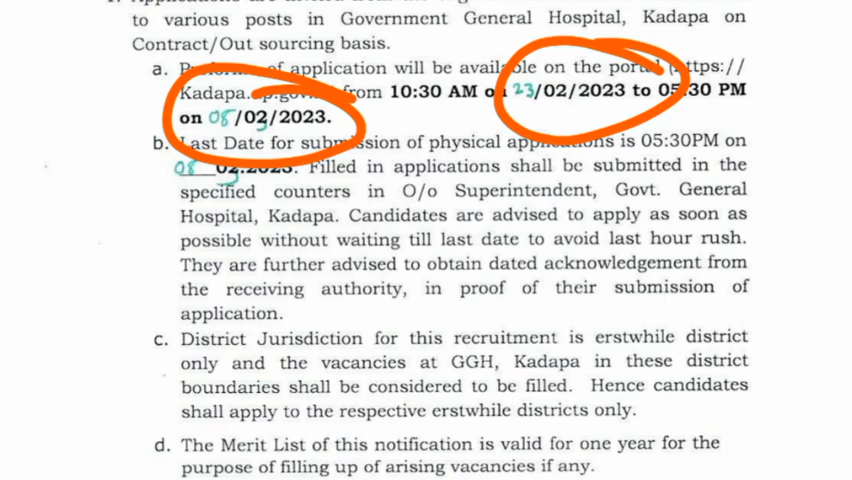 to various posts in Government General Hospital, Kadapa on
Contract/Out sourcing basis.
a. of application will be available on the portal (https://
Kadapa.ap.gov from 10:30 AM on 23/02/2023 to 05:30 PM
on 08/03/2023.
b. Last Date for submission of physical applications is 05:30PM on
08 03.2023. Filled in applications shall be submitted in the
specified counters in O/o Superintendent, Govt. General
Hospital, Kadapa. Candidates are advised to apply as soon as
possible without waiting till last date to avoid last hour rush.
They are further advised to obtain dated acknowledgement from
the receiving authority, in proof of their submission of
application.
c. District Jurisdiction for this recruitment is erstwhile district
only and the vacancies at GGH, Kadapa in these district
boundaries shall be considered to be filled. Hence candidates
shall apply to the respective erstwhile districts only.
d. The Merit List of this notification is valid for one year for the
purpose of filling up of arising vacancies if any.